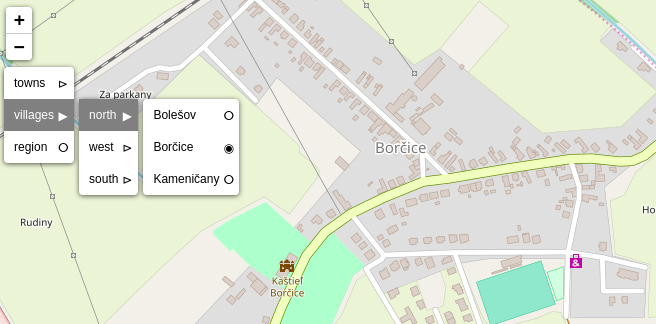 +
−
towns ⊳
Za parkany
villages ▶ north ▶ Bolešov
region west ⊳ Borčice
south ⊳ Kameničany
Borčice
Rudiny
Ho
Kaštieľ
Borčice